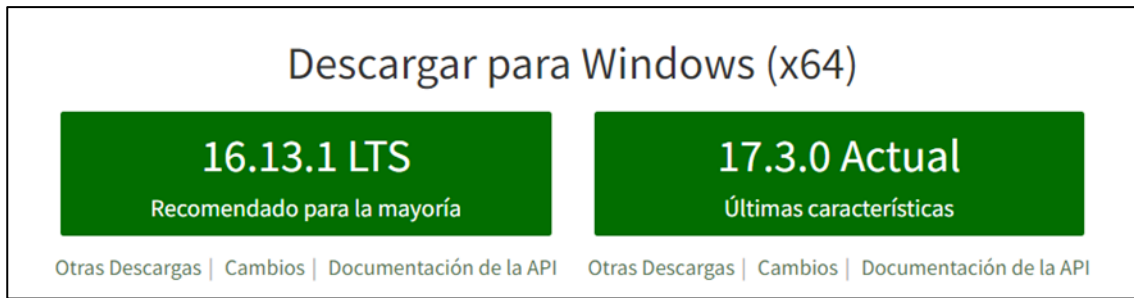 Descargar para Windows (x64)
16.13.1 LTS
Recomendado para la mayoría
17.3.0 Actual
Últimas características
Otras Descargas | Cambios | Documentación de la API
Otras Descargas | Cambios | Documentación de la API